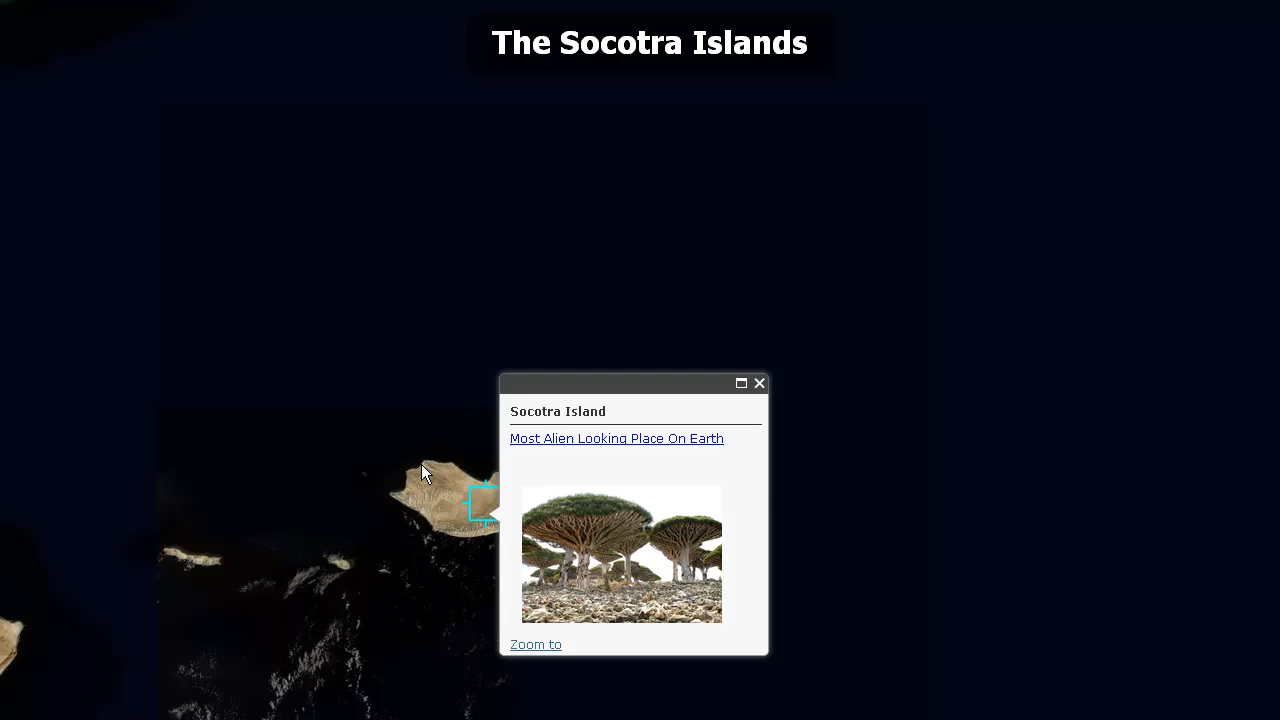 The Socotra Islands
Socotra Island
Most Alien Looking Place On Earth
Zoom to